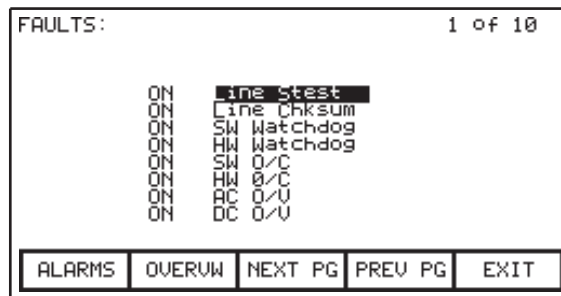 FAULTS: 1 of 10
ON Line Stest
ON Line Chksum
ON SW Watchdog
ON HW Watchdog
ON SW O/C
ON HW O/C
ON AC O/V
ON DC O/V
ALARMS OVERVW NEXT PG PREV PG EXIT